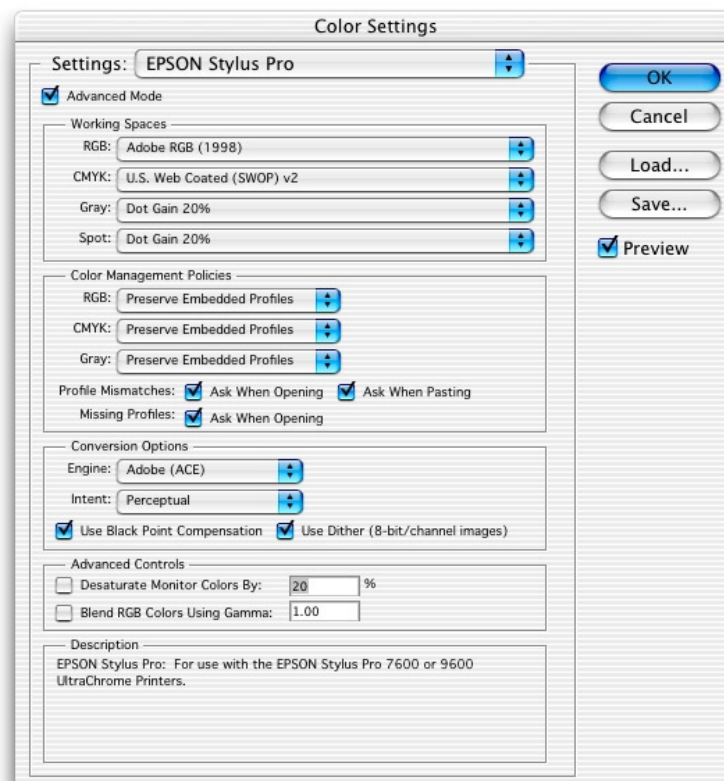 Color Settings
Settings: EPSON Stylus Pro
OK
Advanced Mode
Cancel
Working Spaces
RGB: Adobe RGB (1998)
Load...
CMYK: U.S. Web Coated (SWOP) v2
Save...
Gray: Dot Gain 20%
Spot: Dot Gain 20%
Preview
Color Management Policies
RGB: Preserve Embedded Profiles
CMYK: Preserve Embedded Profiles
Gray: Preserve Embedded Profiles
Profile Mismatches: Ask When Opening Ask When Pasting
Missing Profiles: Ask When Opening
Conversion Options
Engine: Adobe (ACE)
Intent: Perceptual
Use Black Point Compensation Use Dither (8-bit/channel images)
Advanced Controls
Desaturate Monitor Colors By: 20 %
Blend RGB Colors Using Gamma: 1.00
Description
EPSON Stylus Pro: For use with the EPSON Stylus Pro 7600 or 9600
UltraChrome Printers.